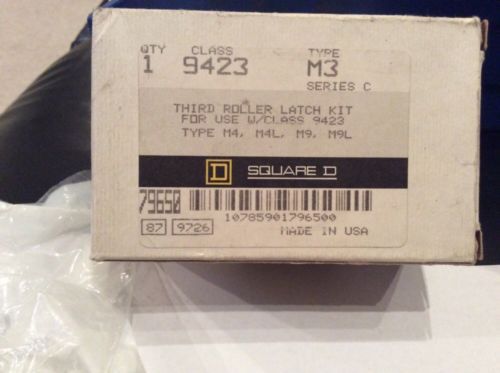 QTY CLASS TYPE
1 9423 M3
SERIES C
THIRD ROLLER LATCH KIT
FOR USE W/CLASS 9423
TYPE M4, M4L, M9, M9L
D SQUARE D
79650
10785901796500
87 9726 MADE IN USA